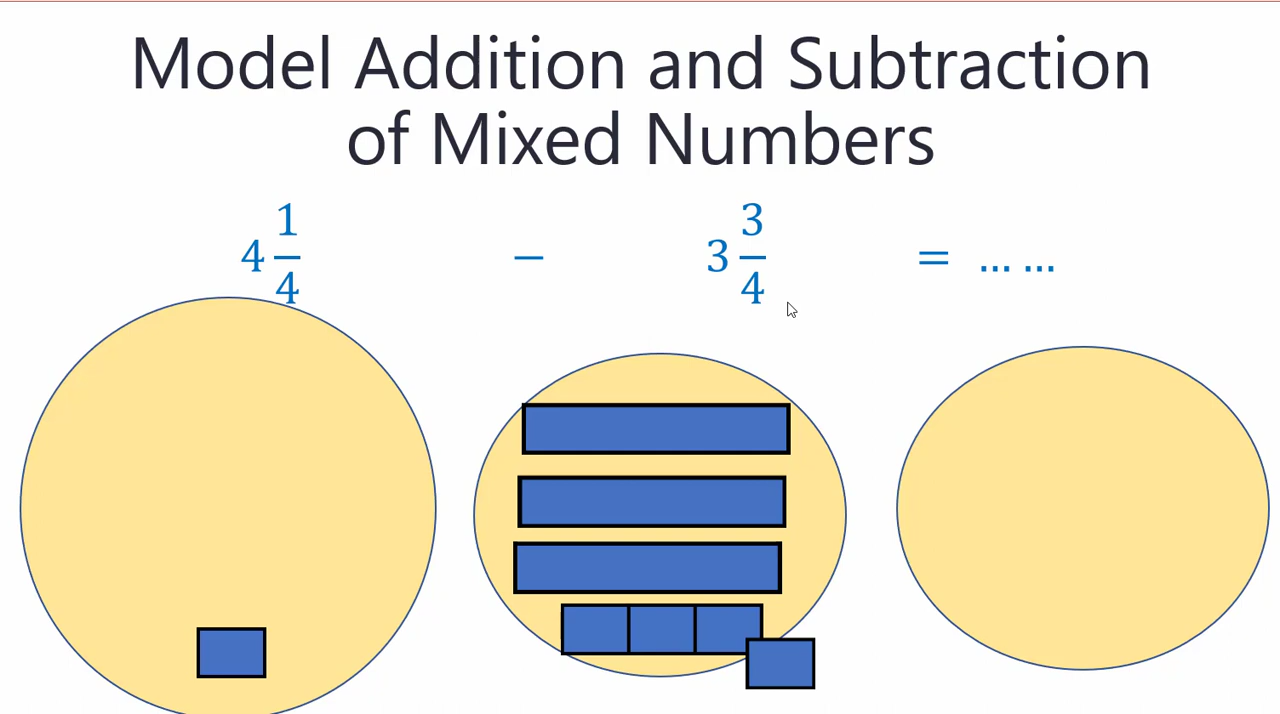 Model Addition and Subtraction
of Mixed Numbers
4 1/4 − 3 3/4 = ... ...